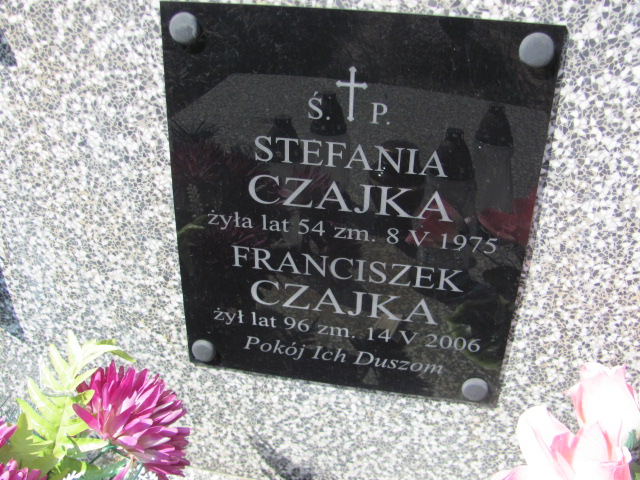 Ś. P.
STEFANIA
CZAJKA
żyła lat 54 zm. 8 V 1975
FRANCISZEK
CZAJKA
żył lat 96 zm. 14 V 2006
Pokój Ich Duszom